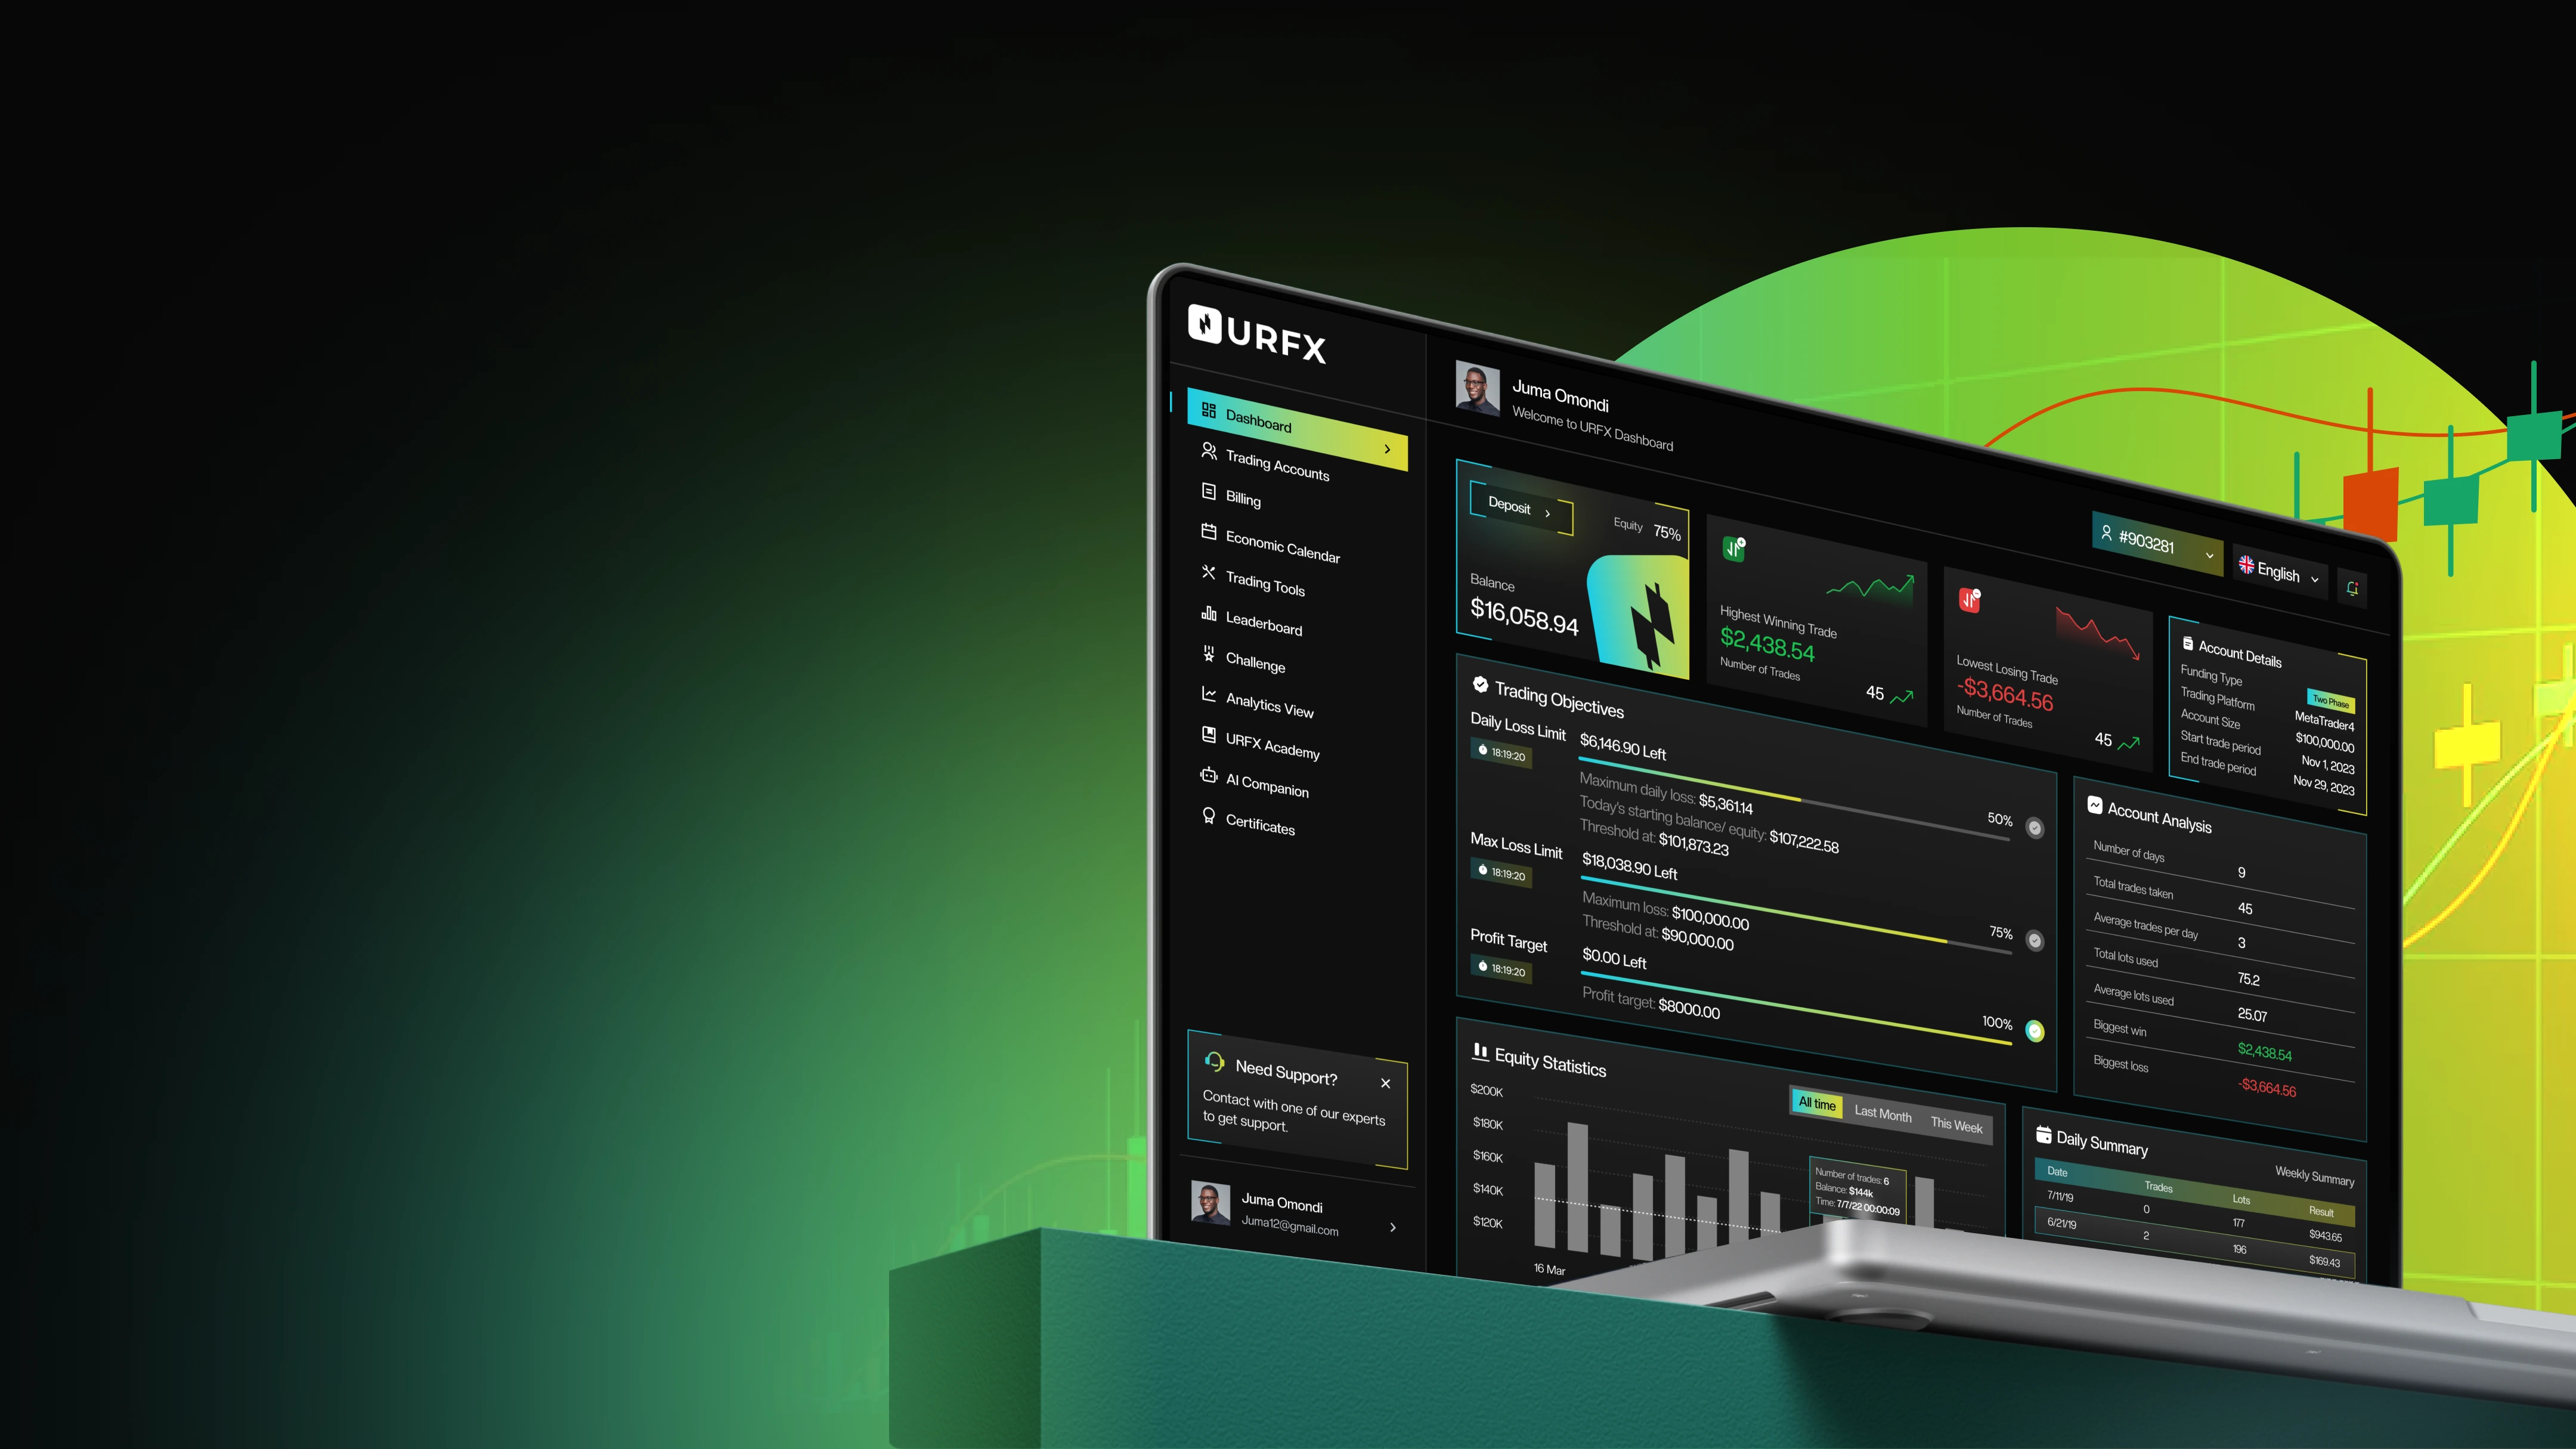 URFX
Dashboard
Trading Accounts
Billing
Economic Calendar
Trading Tools
Leaderboard
Challenge
Analytics View
URFX Academy
AI Companion
Certificates
Need Support?
Contact with one of our experts
to get support.
Juma Omondi
Juma12@gmail.com
Juma Omondi
Welcome to URFX Dashboard
#903281
English
Deposit
Equity 75%
Balance
$16,058.94
Highest Winning Trade
$2,438.54
Number of Trades
45
Lowest Losing Trade
-$3,664.56
Number of Trades
45
Account Details
Funding Type Two Phase
Trading Platform MetaTrader4
Account Size $100,000.00
Start trade period Nov 1, 2023
End trade period Nov 29, 2023
Trading Objectives
Daily Loss Limit
18:19:20
$6,146.90 Left
50%
Maximum daily loss: $5,361.14
Today's starting balance/ equity: $107,222.58
Threshold at: $101,873.23
Max Loss Limit
18:19:20
$18,038.90 Left
75%
Maximum loss: $100,000.00
Threshold at: $90,000.00
Profit Target
18:19:20
$0.00 Left
100%
Profit target: $8000.00
Account Analysis
Number of days 9
Total trades taken 45
Average trades per day 3
Total lots used 75.2
Average lots used 25.07
Biggest win $2,438.54
Biggest loss -$3,664.56
Equity Statistics
All time Last Month This Week
$200K
$180K
$160K
$140K
$120K
16 Mar
Number of trades: 6
Balance: $144k
Time: 7/7/22 00:00:09
Daily Summary
Weekly Summary
Date Trades Lots Result
7/11/19 0 177 $943.65
6/21/19 2 196 $169.43